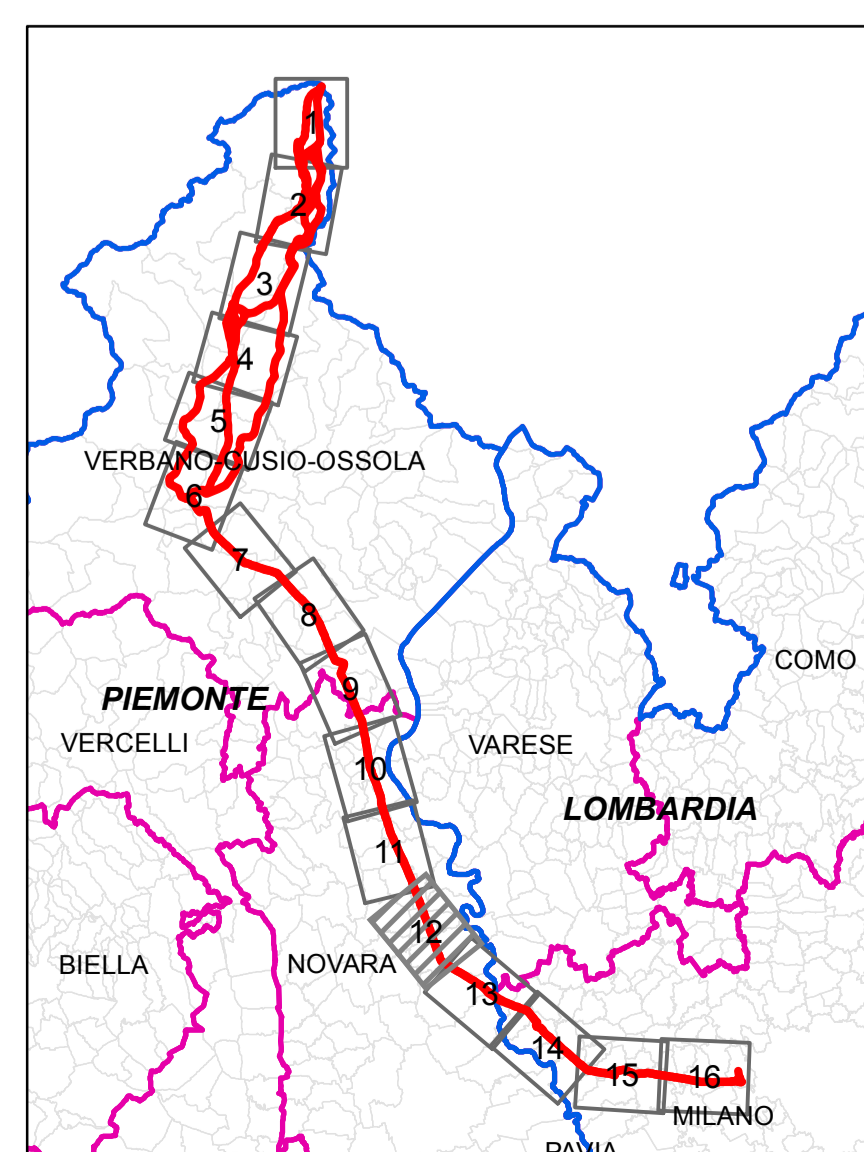 1
2
3
4
5
VERBANO-CUSIO-OSSOLA
6
7
8
COMO
9
PIEMONTE
VERCELLI
VARESE
10
LOMBARDIA
11
12
BIELLA
NOVARA
13
14
15
16
MILANO
PAVIA